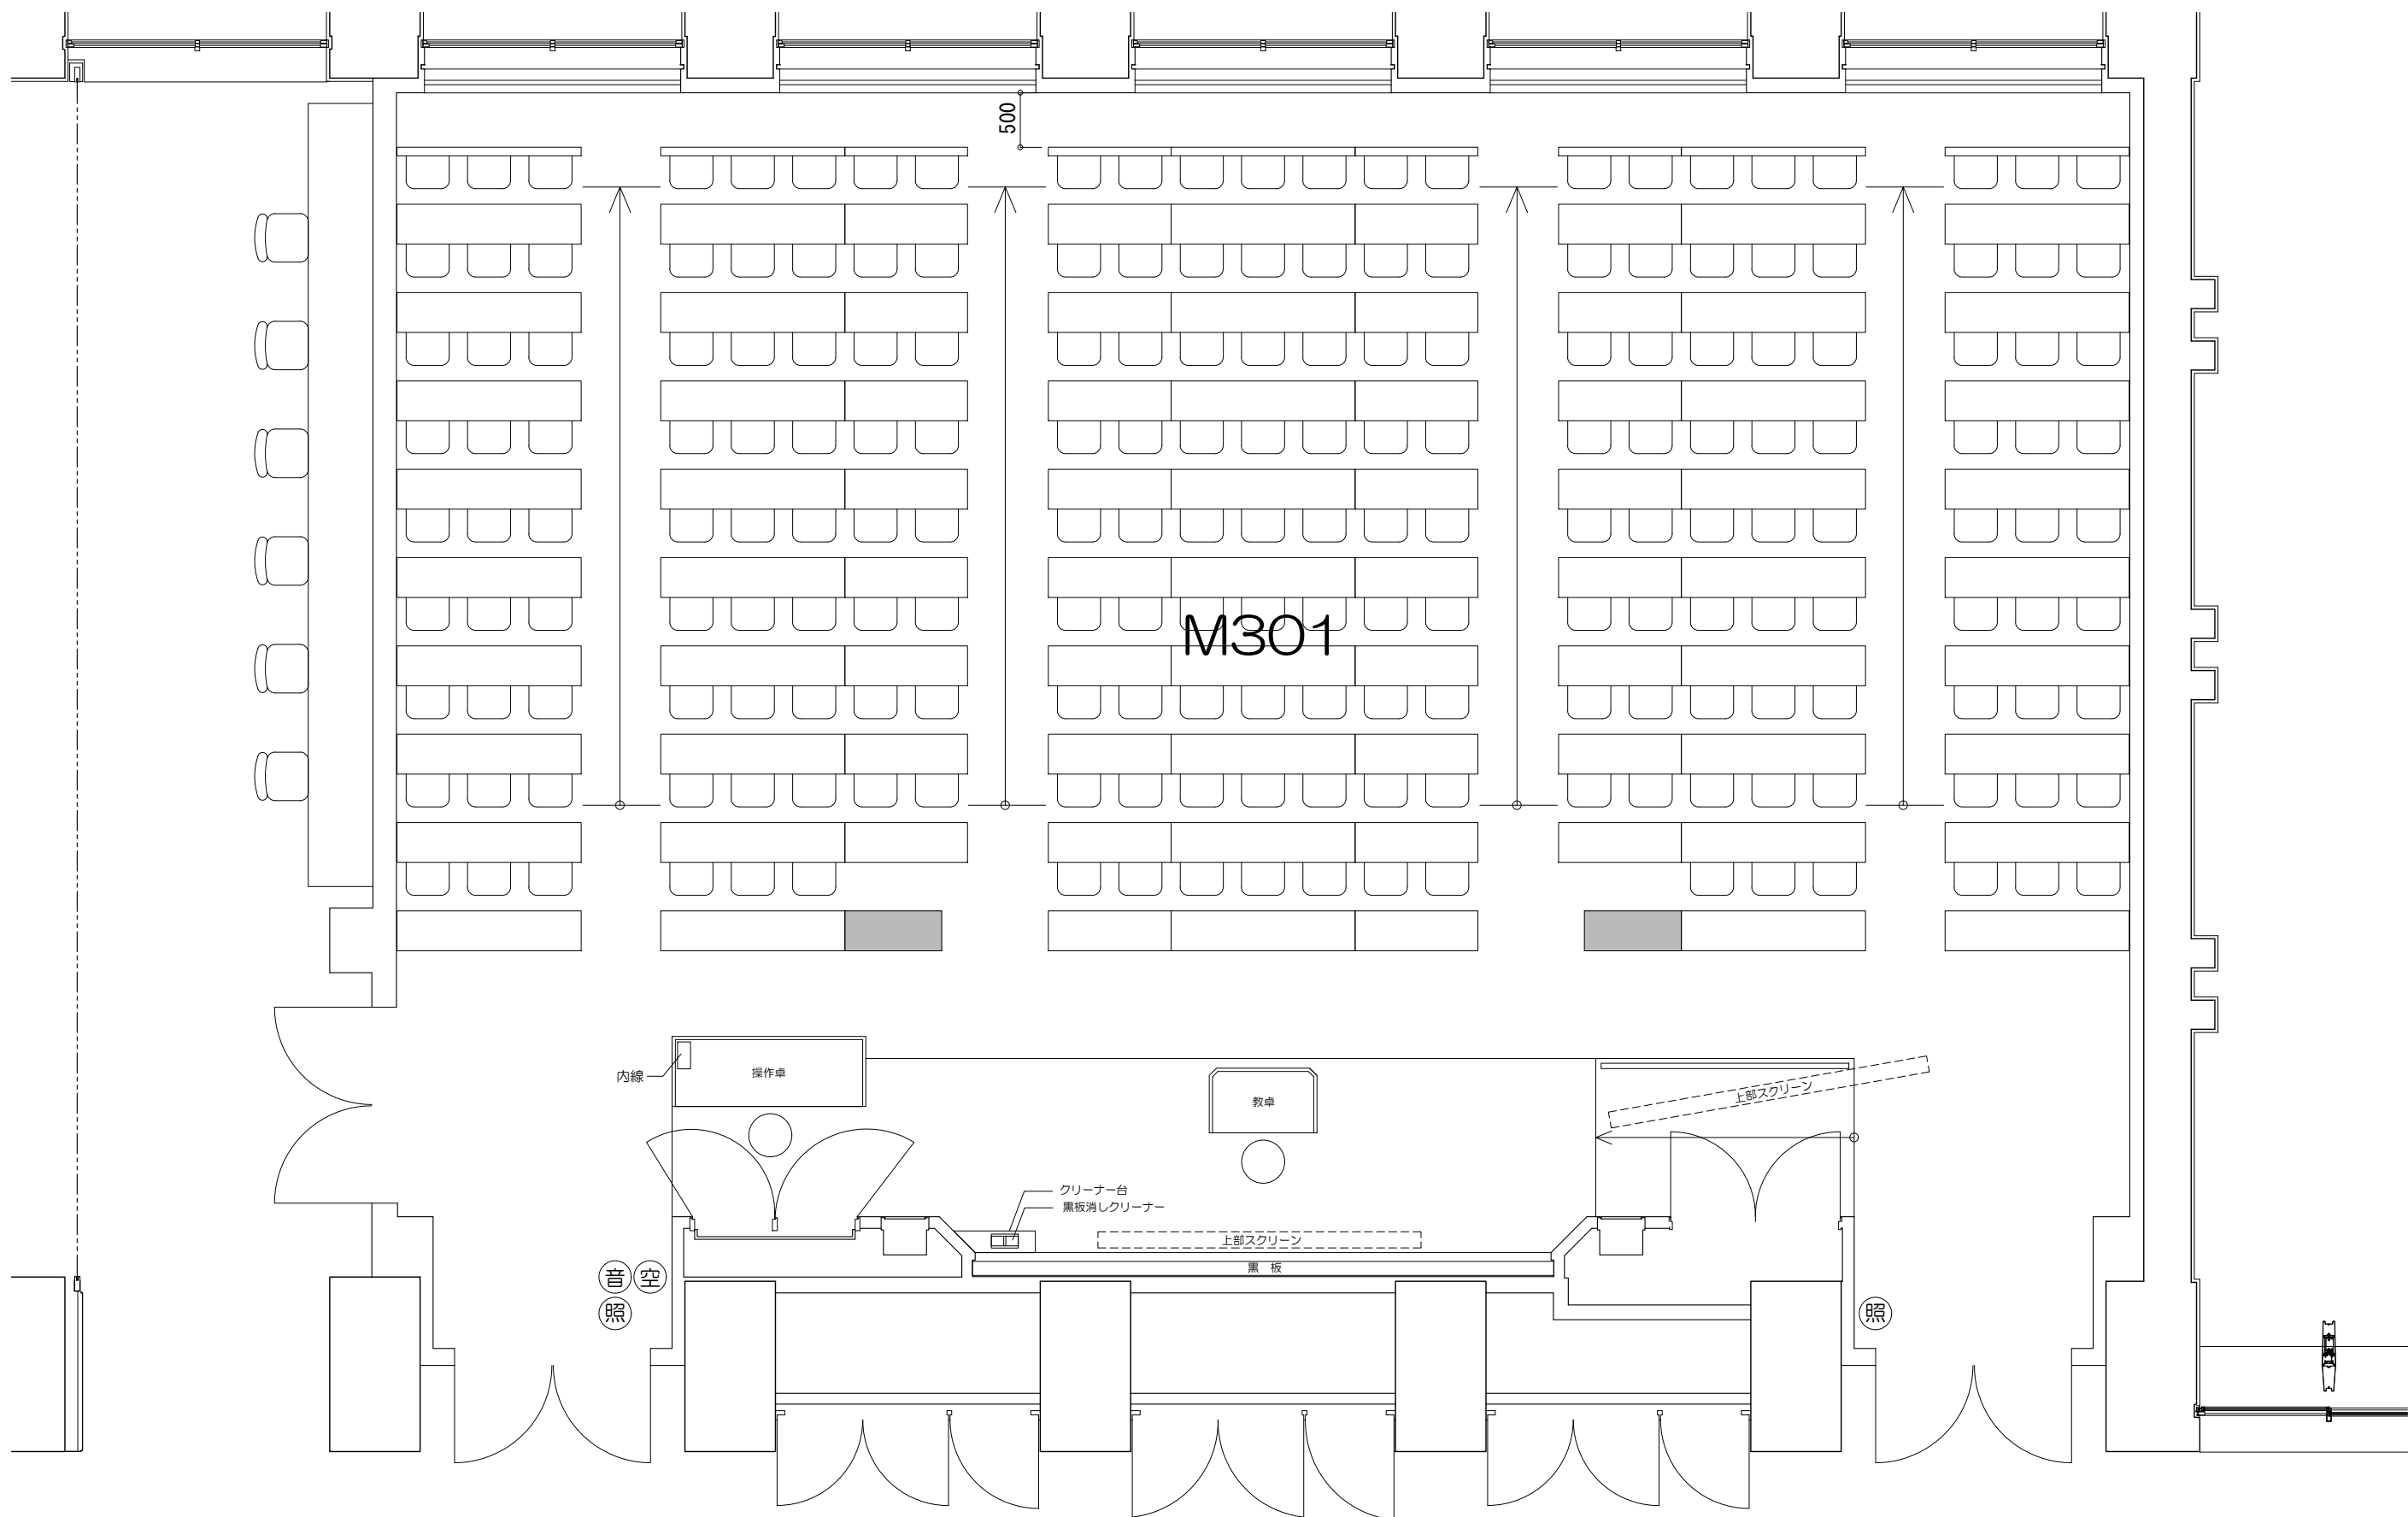 500
M301
内線
操作卓
教卓
上部スクリーン
クリーナー台
黒板消しクリーナー
上部スクリーン
黒 板
音 空
照
照